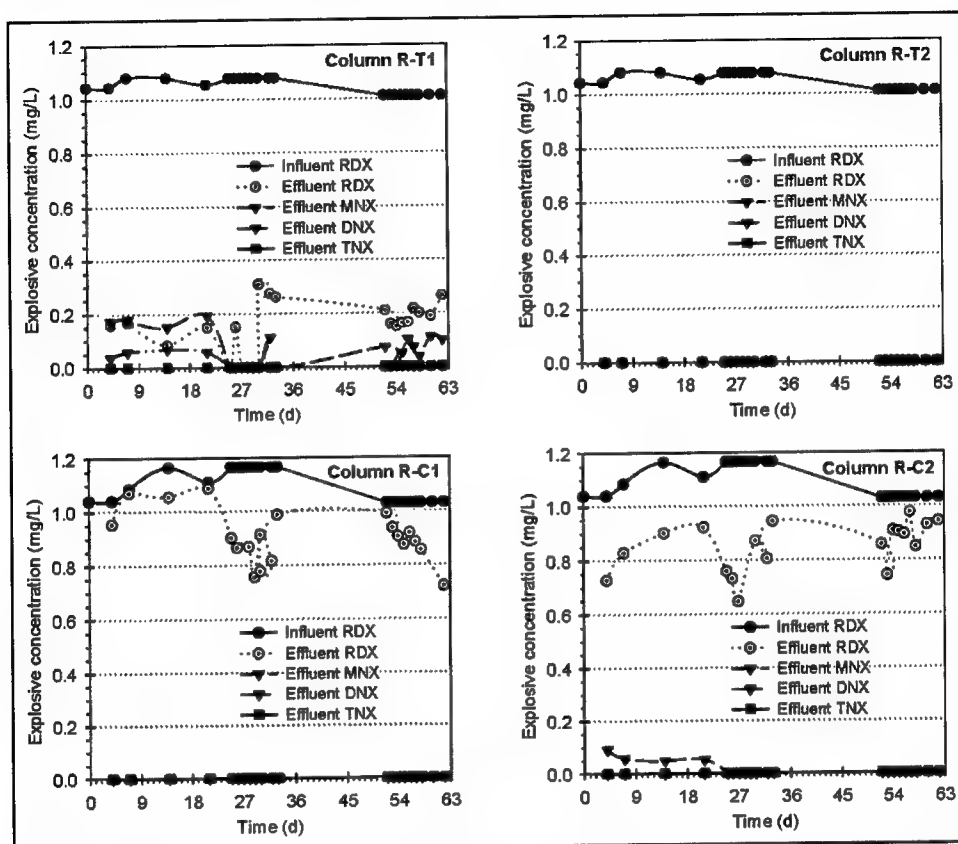 Column R-T1
1.2
1.0
0.8
0.6
0.4
0.2
0.0
Explosive concentration (mg/L)
Influent RDX
Effluent RDX
Effluent MNX
Effluent DNX
Effluent TNX
0 9 18 27 36 45 54 63
Time (d)
Column R-T2
1.2
1.0
0.8
0.6
0.4
0.2
0.0
Explosive concentration (mg/L)
Influent RDX
Effluent RDX
Effluent MNX
Effluent DNX
Effluent TNX
0 9 18 27 36 45 54 63
Time (d)
Column R-C1
1.2
1.0
0.8
0.6
0.4
0.2
0.0
Explosive concentration (mg/L)
Influent RDX
Effluent RDX
Effluent MNX
Effluent DNX
Effluent TNX
0 9 18 27 36 45 54 63
Time (d)
Column R-C2
1.2
1.0
0.8
0.6
0.4
0.2
0.0
Explosive concentration (mg/L)
Influent RDX
Effluent RDX
Effluent MNX
Effluent DNX
Effluent TNX
0 9 18 27 36 45 54 63
Time (d)